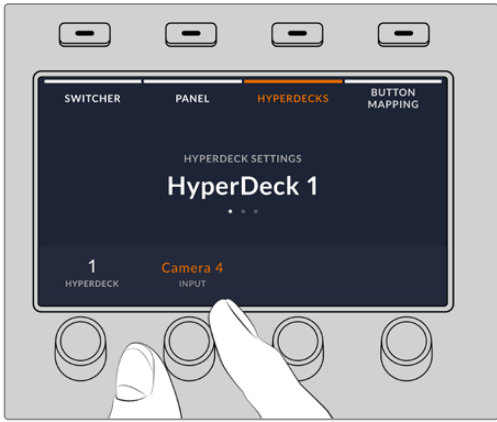 SWITCHER
PANEL
HYPERDECKS
BUTTON
MAPPING
HYPERDECK SETTINGS
HyperDeck 1
1
Camera 4
HYPERDECK
INPUT